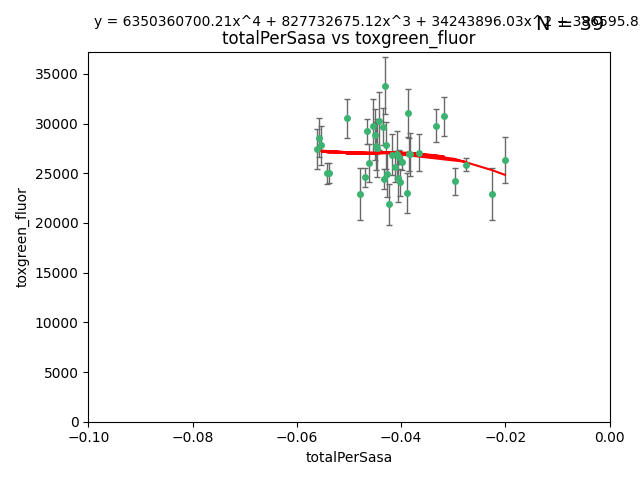 y = 6350360700.21x^4 + 827732675.12x^3 + 34243896.03x^2 +
N = 39
totalPerSasa vs toxgreen_fluor
35000
30000
25000
20000
15000
10000
5000
0
toxgreen_fluor
−0.10
−0.08
−0.06
−0.04
−0.02
0.00
totalPerSasa